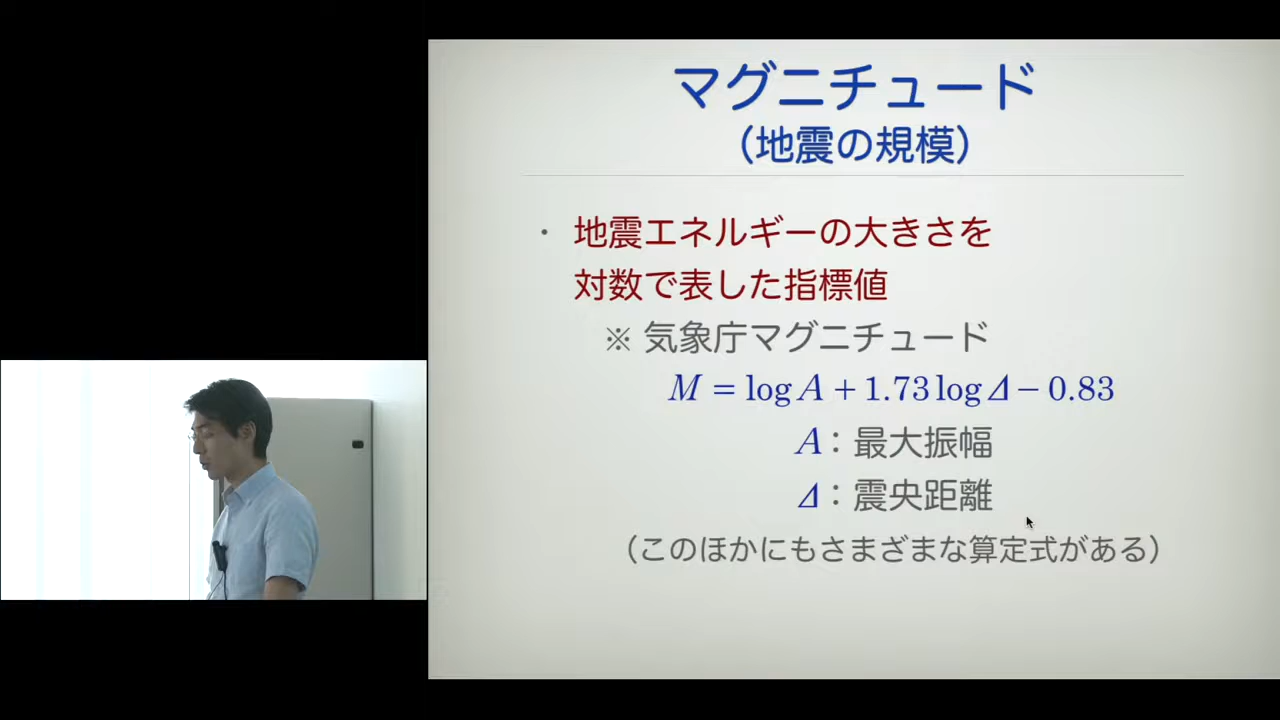 マグニチュード
（地震の規模）
・ 地震エネルギーの大きさを
対数で表した指標値
※ 気象庁マグニチュード
M = log A + 1.73 log Δ − 0.83
A：最大振幅
Δ：震央距離
（このほかにもさまざまな算定式がある）